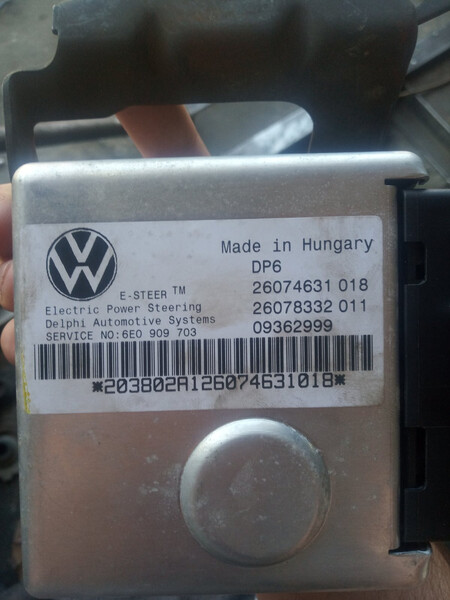 VW
Made in Hungary
DP6
E-STEER TM
26074631 018
Electric Power Steering
26078332 011
Delphi Automotive Systems
09362999
SERVICE NO:6E0 909 703
*203802A126074631018*